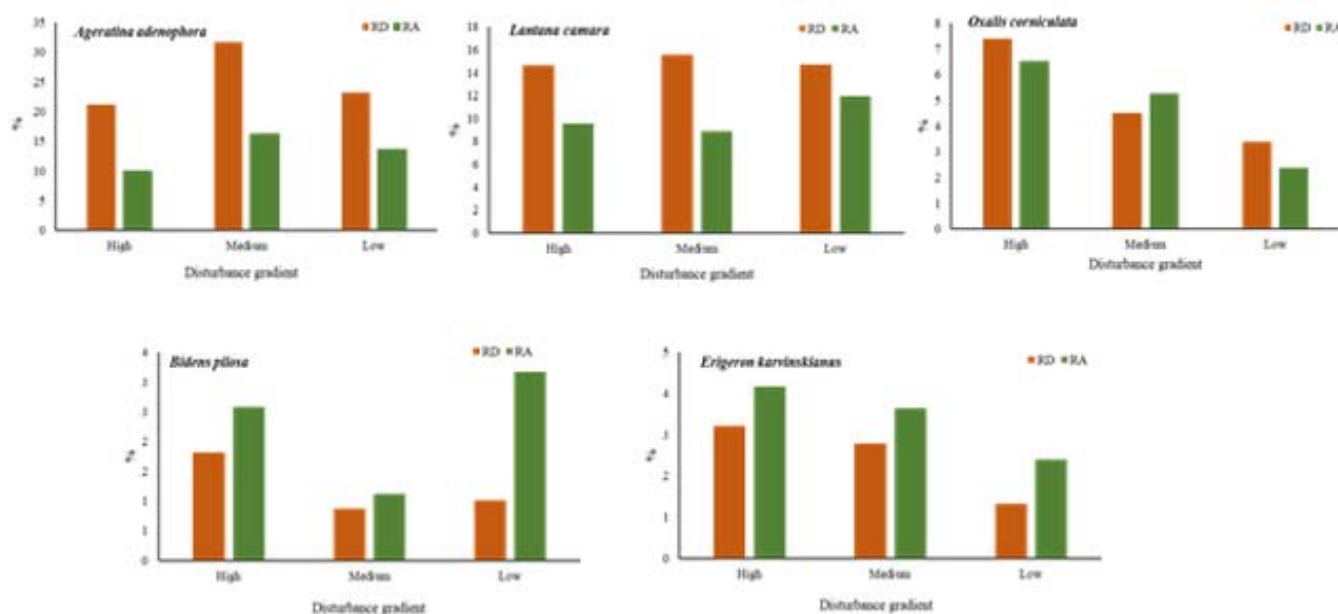 Ageratina adenophora
RD RA
35
30
25
20
15
10
5
0
%
High Medium Low
Disturbance gradient
Lantana camara
RD RA
18
16
14
12
10
8
6
4
2
0
%
High Medium Low
Disturbance gradient
Oxalis corniculata
RD RA
8
7
6
5
4
3
2
1
0
%
High Medium Low
Disturbance gradient
Bidens pilosa
RD RA
4
3
3
2
2
1
1
0
%
High Medium Low
Disturbance gradient
Erigeron karvinskianus
RD RA
5
4
3
2
1
0
%
High Medium Low
Disturbance gradient